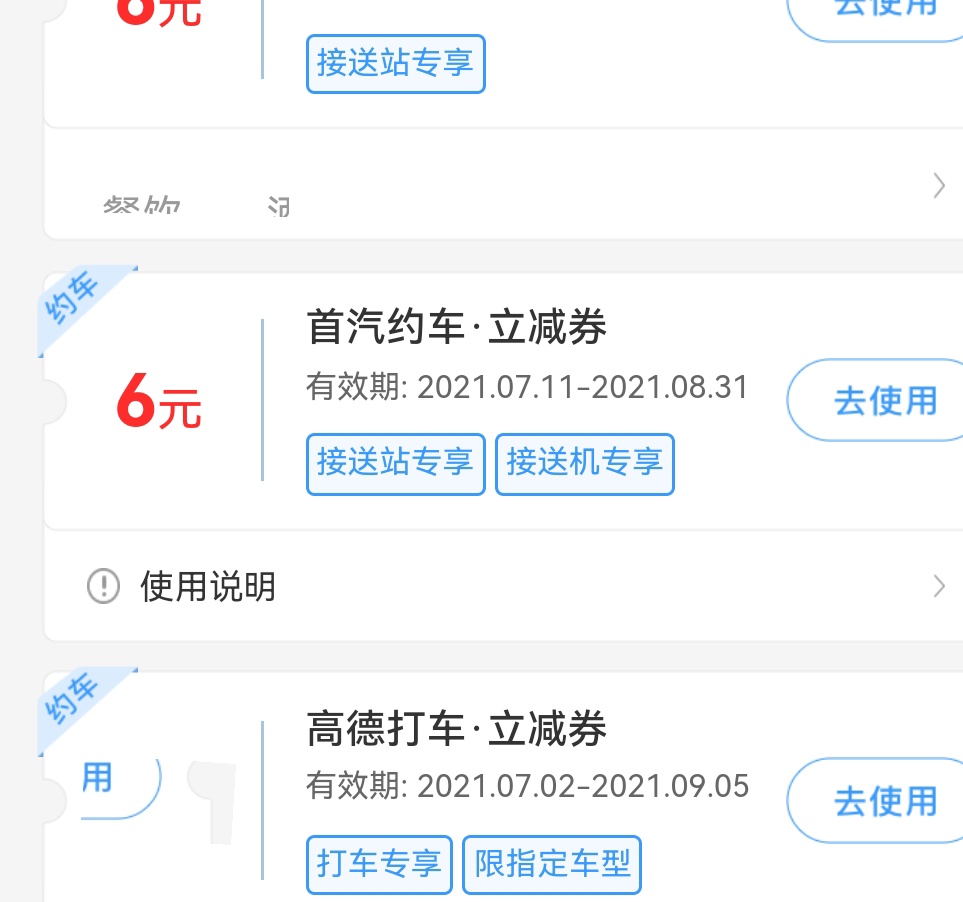 6元
去使用
接送站专享
餐饮
约车
首汽约车·立减券
有效期: 2021.07.11-2021.08.31
6元
去使用
接送站专享 接送机专享
使用说明
约车
高德打车·立减券
有效期: 2021.07.02-2021.09.05
用
去使用
打车专享 限指定车型